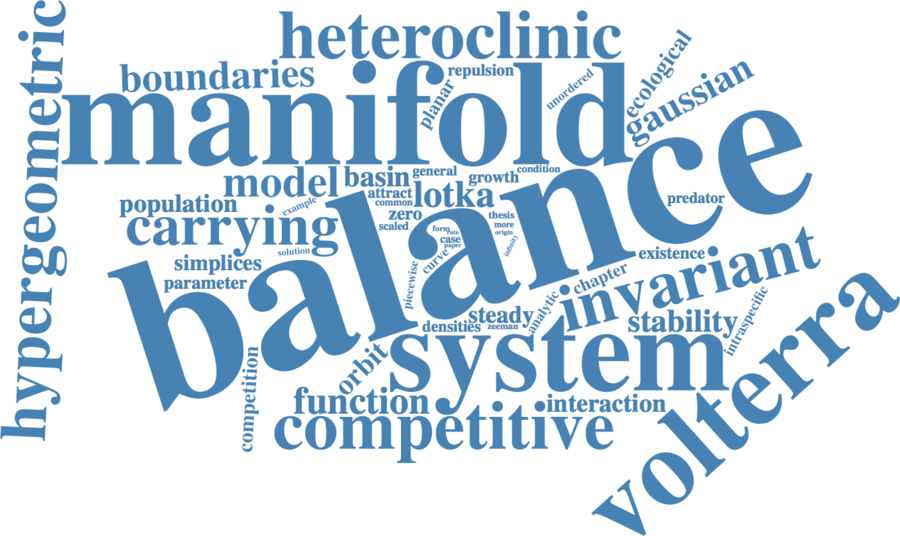 heteroclinic
hypergeometric
boundaries
repulsion
planar
unordered
ecological
gaussian
manifold
balance
model
basin
general
growth
condition
attract
common
lotka
population
example
zero
scaled
thesis
more
origin
predator
carrying
form
rate
case
paper
infinity
simplices
solution
curve
existence
parameter
piecewise
analytic
chapter
invariant
steady
densities
zeeman
stability
intraspecific
system
orbit
competition
function
interaction
competitive
volterra